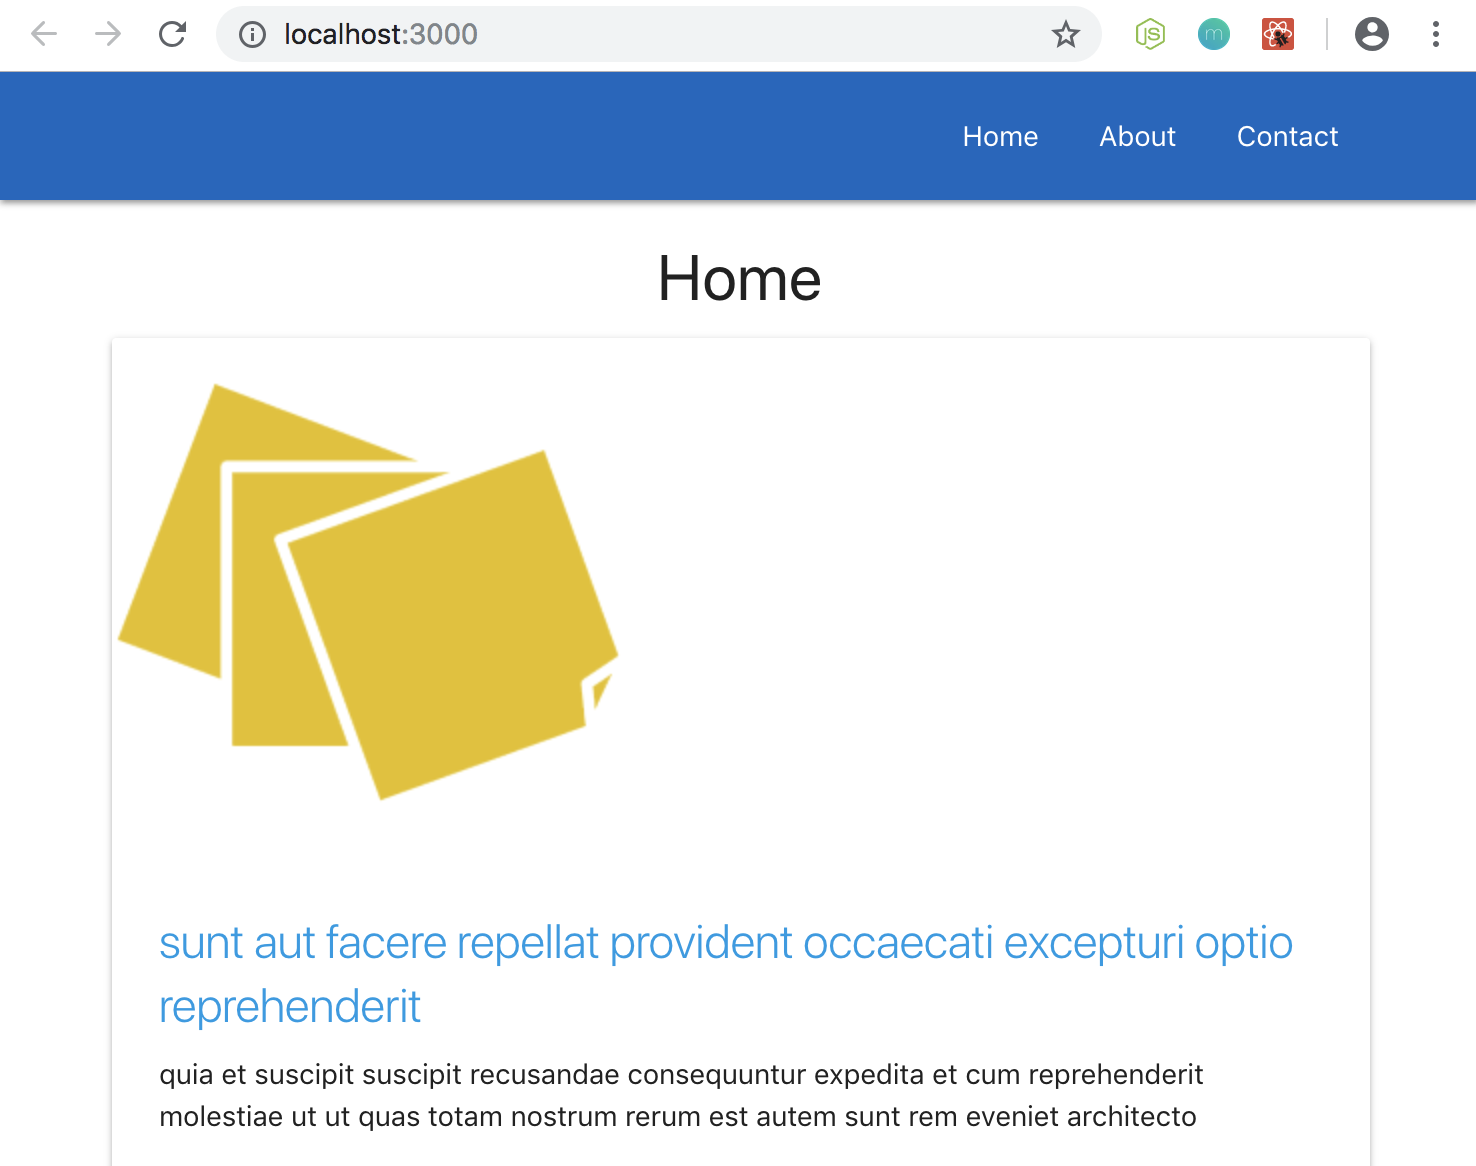 localhost:3000
JS
m
Home About Contact
Home
sunt aut facere repellat provident occaecati excepturi optio
reprehenderit
quia et suscipit suscipit recusandae consequuntur expedita et cum reprehenderit
molestiae ut ut quas totam nostrum rerum est autem sunt rem eveniet architecto